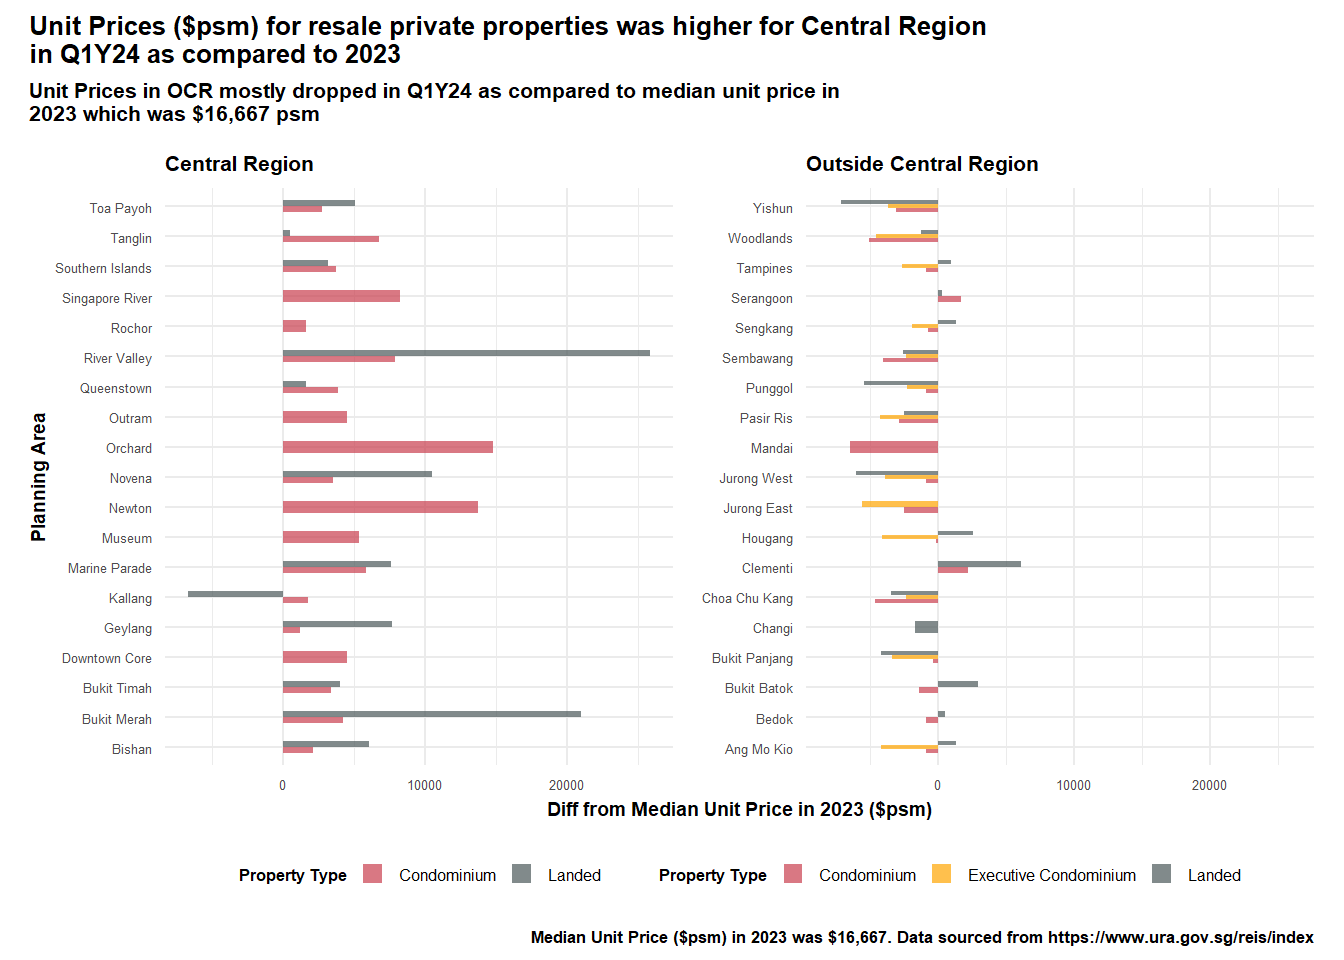 Unit Prices ($psm) for resale private properties was higher for Central Region
in Q1Y24 as compared to 2023
Unit Prices in OCR mostly dropped in Q1Y24 as compared to median unit price in
2023 which was $16,667 psm
Central Region
Toa Payoh
Tanglin
Southern Islands
Singapore River
Rochor
River Valley
Queenstown
Outram
Orchard
Novena
Newton
Museum
Marine Parade
Kallang
Geylang
Downtown Core
Bukit Timah
Bukit Merah
Bishan
Planning Area
0 10000 20000
Outside Central Region
Yishun
Woodlands
Tampines
Serangoon
Sengkang
Sembawang
Punggol
Pasir Ris
Mandai
Jurong West
Jurong East
Hougang
Clementi
Choa Chu Kang
Changi
Bukit Panjang
Bukit Batok
Bedok
Ang Mo Kio
0 10000 20000
Diff from Median Unit Price in 2023 ($psm)
Property Type Condominium Landed
Property Type Condominium Executive Condominium Landed
Median Unit Price ($psm) in 2023 was $16,667. Data sourced from https://www.ura.gov.sg/reis/index